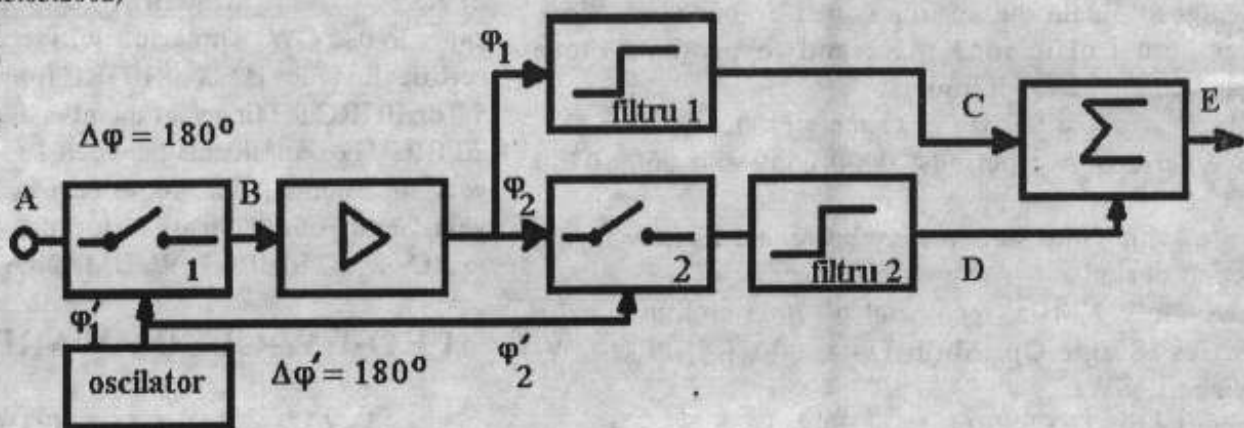 φ₁
filtru 1
C
E
Σ
Δφ = 180°
A
B
φ₂
1
2
filtru 2
D
φ′₁
φ′₂
oscilator
Δφ′ = 180°